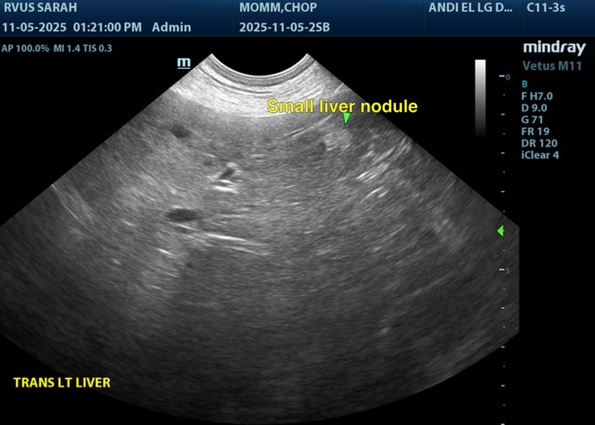 RVUS SARAH MOMM,CHOP ANDI EL LG D... C11-3s
11-05-2025 01:21:00 PM Admin 2025-11-05-2SB
AP 100.0% MI 1.4 TIS 0.3
m
mindray
Vetus M11
B
F H7.0
D 9.0
G 71
FR 19
DR 120
iClear 4
0
Small liver nodule
5
TRANS LT LIVER